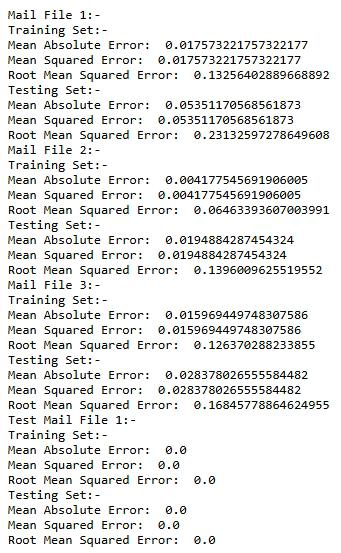 Mail File 1:-
Training Set:-
Mean Absolute Error:  0.017573221757322177
Mean Squared Error:  0.017573221757322177
Root Mean Squared Error:  0.13256402889668892
Testing Set:-
Mean Absolute Error:  0.05351170568561873
Mean Squared Error:  0.05351170568561873
Root Mean Squared Error:  0.23132597278649608
Mail File 2:-
Training Set:-
Mean Absolute Error:  0.004177545691906005
Mean Squared Error:  0.004177545691906005
Root Mean Squared Error:  0.06463393607003991
Testing Set:-
Mean Absolute Error:  0.0194884287454324
Mean Squared Error:  0.0194884287454324
Root Mean Squared Error:  0.1396009625519552
Mail File 3:-
Training Set:-
Mean Absolute Error:  0.015969449748307586
Mean Squared Error:  0.015969449748307586
Root Mean Squared Error:  0.126370288233855
Testing Set:-
Mean Absolute Error:  0.028378026555584482
Mean Squared Error:  0.028378026555584482
Root Mean Squared Error:  0.16845778864624955
Test Mail File 1:-
Training Set:-
Mean Absolute Error:  0.0
Mean Squared Error:  0.0
Root Mean Squared Error:  0.0
Testing Set:-
Mean Absolute Error:  0.0
Mean Squared Error:  0.0
Root Mean Squared Error:  0.0